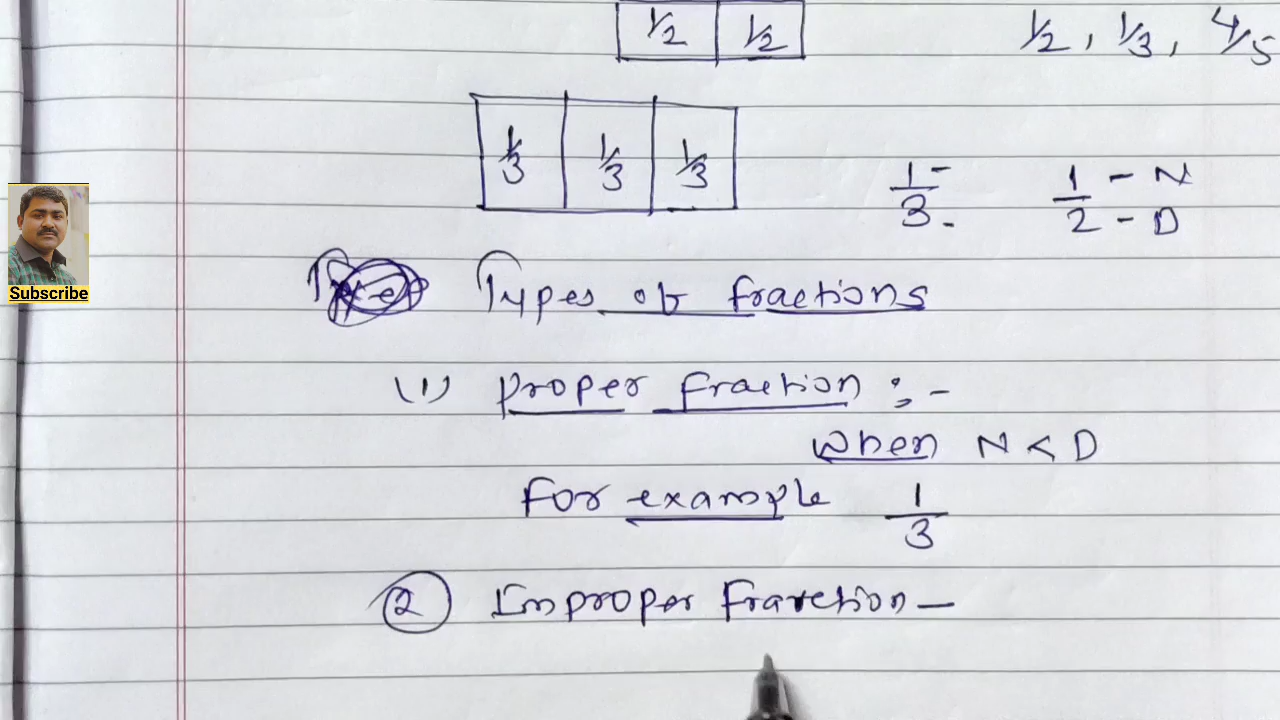 1/2 1/2 1/2, 1/3, 4/5
1/3 1/3 1/3 1/3 - 1/2 - N - D
Types of fractions
(1) Proper fraction :-
when N < D
For example 1/3
(2) Improper Fraretion —
Subscribe